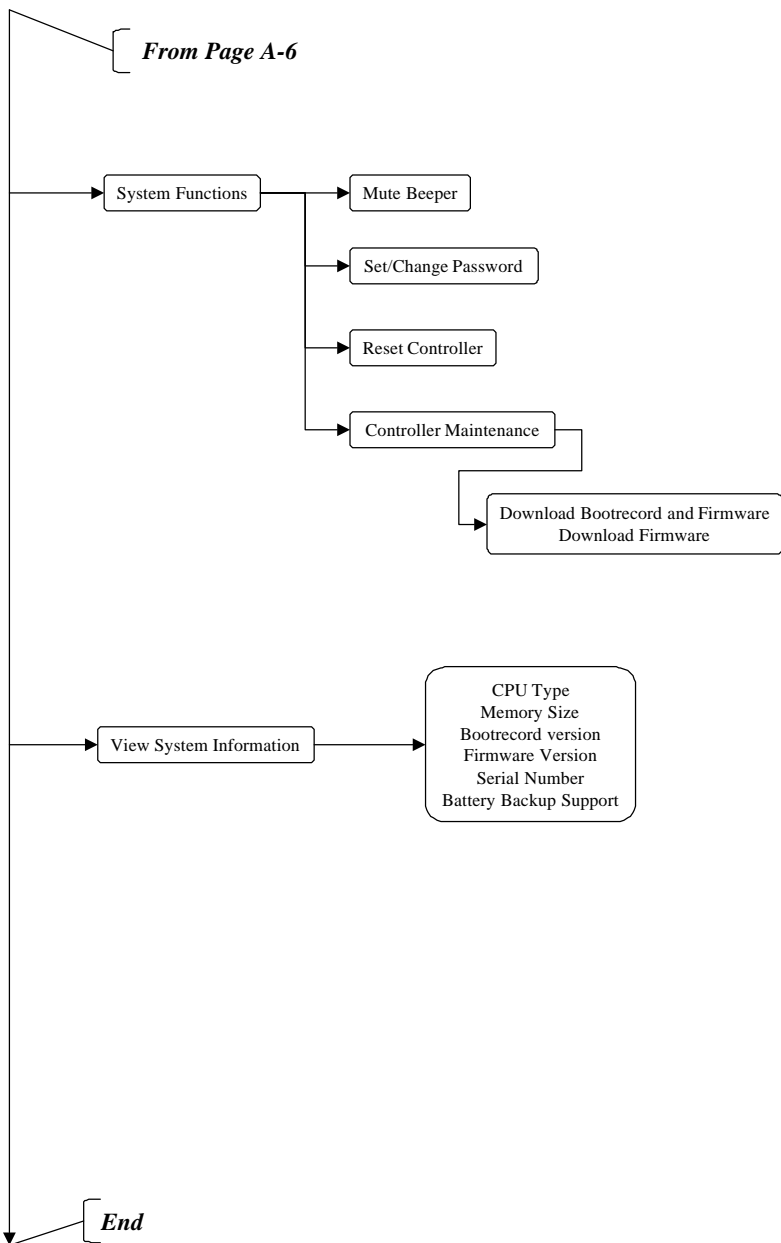 From Page A-6
System Functions
Mute Beeper
Set/Change Password
Reset Controller
Controller Maintenance
Download Bootrecord and Firmware
Download Firmware
View System Information
CPU Type
Memory Size
Bootrecord version
Firmware Version
Serial Number
Battery Backup Support
End